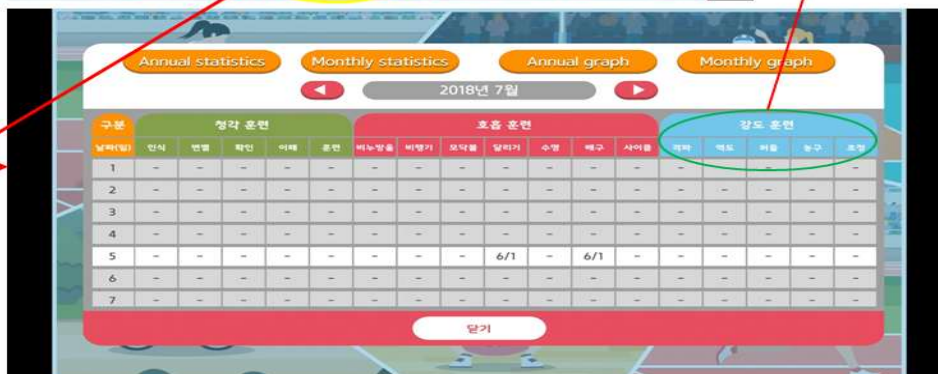 Annual statistics Monthly statistics Annual graph Monthly graph
2018년 7월
구분 청각 훈련 호흡 훈련 강도 훈련
날짜(일) 인식 변별 확인 이해 훈련 비누방울 비행기 모닥불 달리기 수영 배구 사이클 격파 역도 허들 농구 조정
1 - - - - - - - - - - - - - - - - -
2 - - - - - - - - - - - - - - - - -
3 - - - - - - - - - - - - - - - - -
4 - - - - - - - - - - - - - - - - -
5 - - - - - - - - 6/1 - 6/1 - - - - - -
6 - - - - - - - - - - - - - - - - -
7 - - - - - - - - - - - - - - - - -
닫기